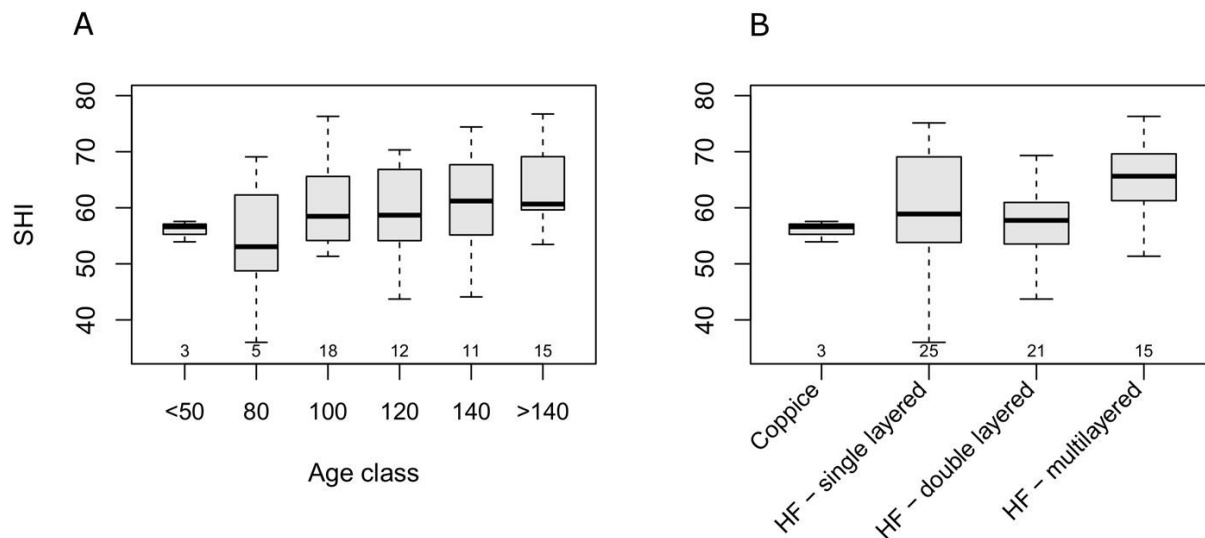 A
SHI
80
70
60
50
40
3 5 18 12 11 15
<50 80 100 120 140 >140
Age class
B
80
70
60
50
40
3 25 21 15
Coppice
HF − single layered
HF − double layered
HF − multilayered